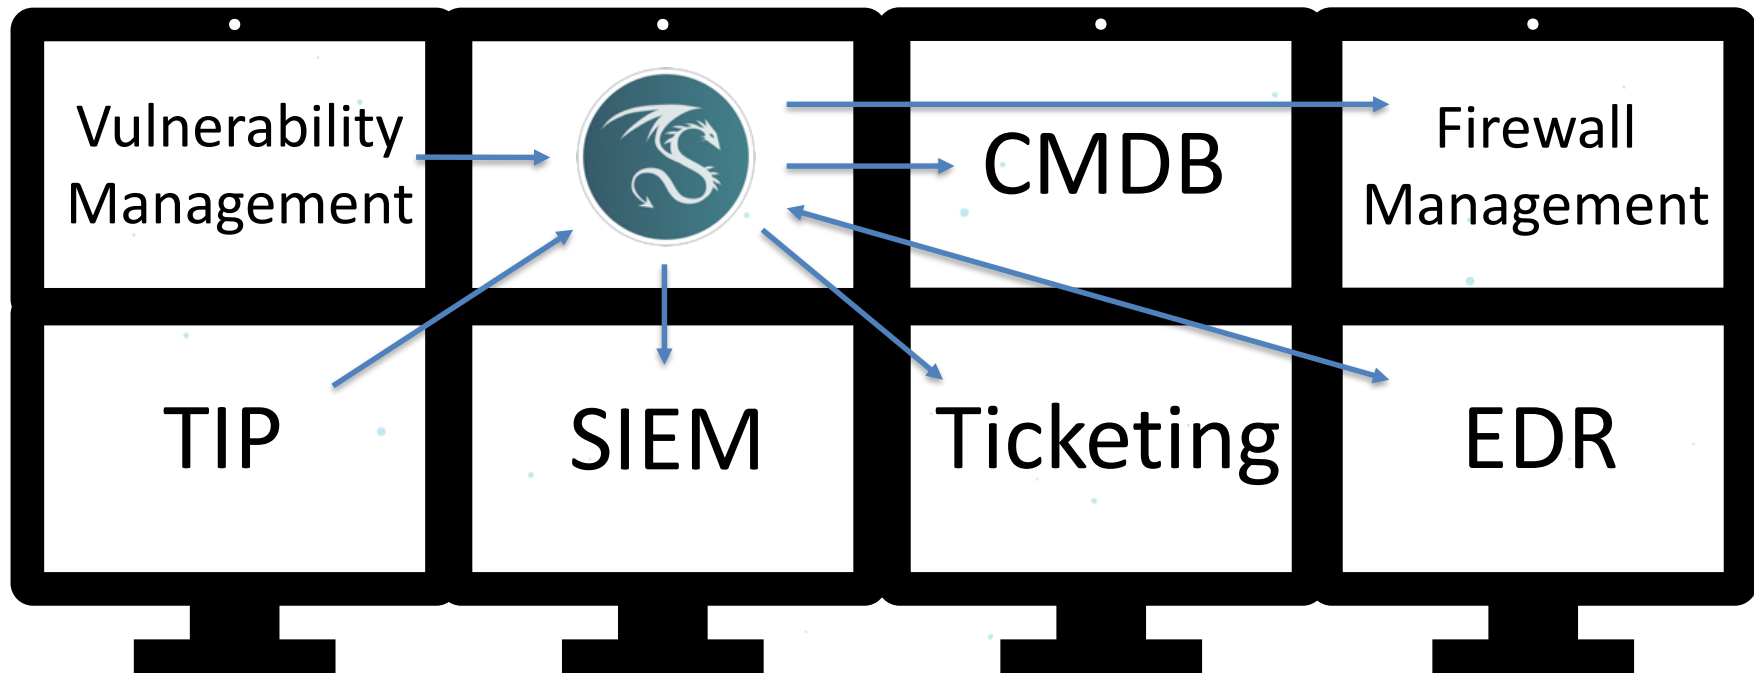 Vulnerability
Management
CMDB
Firewall
Management
TIP
SIEM
Ticketing
EDR